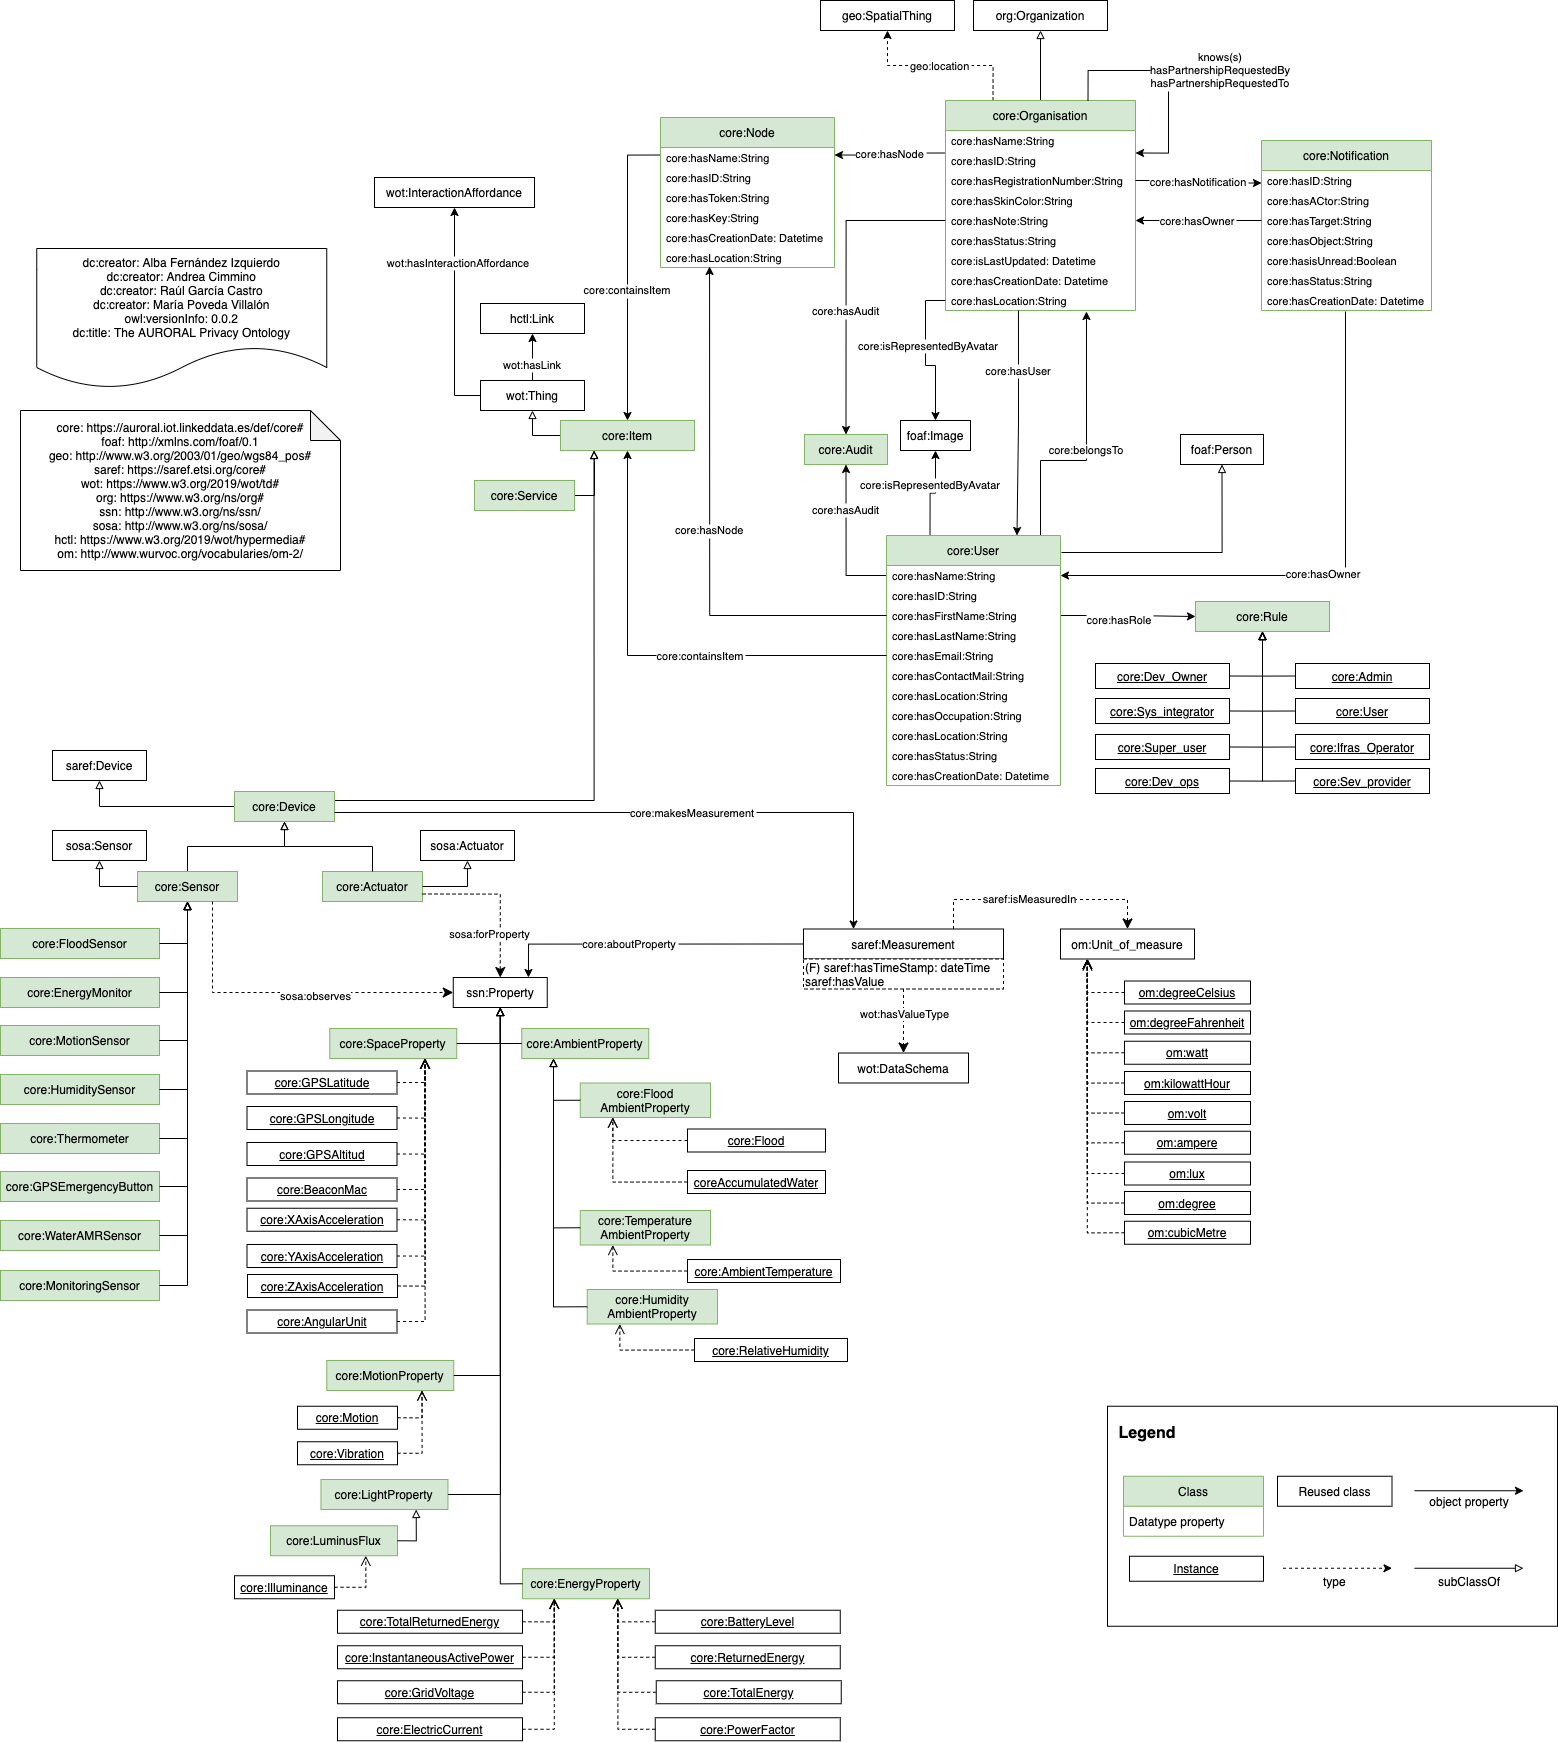 geo:SpatialThing
org:Organization
geo:location
knows(s)
hasPartnershipRequestedBy
hasPartnershipRequestedTo
core:Organisation
core:hasName:String
core:hasID:String
core:hasRegistrationNumber:String
core:hasSkinColor:String
core:hasNote:String
core:hasStatus:String
core:isLastUpdated: Datetime
core:hasCreationDate: Datetime
core:hasLocation:String
core:Node
core:hasName:String
core:hasID:String
core:hasToken:String
core:hasKey:String
core:hasCreationDate: Datetime
core:hasLocation:String
core:hasNode
core:Notification
core:hasID:String
core:hasACtor:String
core:hasTarget:String
core:hasObject:String
core:hasisUnread:Boolean
core:hasStatus:String
core:hasCreationDate: Datetime
core:hasNotification
core:hasOwner
wot:InteractionAffordance
wot:hasInteractionAffordance
dc:creator: Alba Fernández Izquierdo
dc:creator: Andrea Cimmino
dc:creator: Raúl García Castro
dc:creator: María Poveda Villalón
owl:versionInfo: 0.0.2
dc:title: The AURORAL Privacy Ontology
hctl:Link
wot:hasLink
wot:Thing
core:containsItem
core:hasAudit
core:isRepresentedByAvatar
core:hasUser
core: https://auroral.iot.linkeddata.es/def/core#
foaf: http://xmlns.com/foaf/0.1
geo: http://www.w3.org/2003/01/geo/wgs84_pos#
saref: https://saref.etsi.org/core#
wot: https://www.w3.org/2019/wot/td#
org: https://www.w3.org/ns/org#
ssn: http://www.w3.org/ns/ssn/
sosa: http://www.w3.org/ns/sosa/
hctl: https://www.w3.org/2019/wot/hypermedia#
om: http://www.wurvoc.org/vocabularies/om-2/
core:Item
core:Service
core:Audit
foaf:Image
core:belongsTo
foaf:Person
core:isRepresentedByAvatar
core:hasAudit
core:hasNode
core:User
core:hasName:String
core:hasID:String
core:hasFirstName:String
core:hasLastName:String
core:hasEmail:String
core:hasContactMail:String
core:hasLocation:String
core:hasOccupation:String
core:hasLocation:String
core:hasStatus:String
core:hasCreationDate: Datetime
core:hasOwner
core:containsItem
core:hasRole
core:Rule
core:Dev_Owner
core:Admin
core:Sys_integrator
core:User
core:Super_user
core:Ifras_Operator
core:Dev_ops
core:Sev_provider
saref:Device
core:Device
core:makesMeasurement
sosa:Sensor
sosa:Actuator
core:Sensor
core:Actuator
sosa:forProperty
core:aboutProperty
sosa:observes
ssn:Property
core:FloodSensor
core:EnergyMonitor
core:MotionSensor
core:HumiditySensor
core:Thermometer
core:GPSEmergencyButton
core:WaterAMRSensor
core:MonitoringSensor
saref:Measurement
(F) saref:hasTimeStamp: dateTime
saref:hasValue
saref:isMeasuredIn
wot:hasValueType
wot:DataSchema
om:Unit_of_measure
om:degreeCelsius
om:degreeFahrenheit
om:watt
om:kilowattHour
om:volt
om:ampere
om:lux
om:degree
om:cubicMetre
core:SpaceProperty
core:GPSLatitude
core:GPSLongitude
core:GPSAltitud
core:BeaconMac
core:XAxisAcceleration
core:YAxisAcceleration
core:ZAxisAcceleration
core:AngularUnit
core:AmbientProperty
core:Flood
AmbientProperty
core:Flood
coreAccumulatedWater
core:Temperature
AmbientProperty
core:AmbientTemperature
core:Humidity
AmbientProperty
core:RelativeHumidity
core:MotionProperty
core:Motion
core:Vibration
core:LightProperty
core:LuminusFlux
core:Illuminance
core:EnergyProperty
core:TotalReturnedEnergy
core:BatteryLevel
core:InstantaneousActivePower
core:ReturnedEnergy
core:GridVoltage
core:TotalEnergy
core:ElectricCurrent
core:PowerFactor
Legend
Class
Datatype property
Reused class
object property
Instance
type
subClassOf